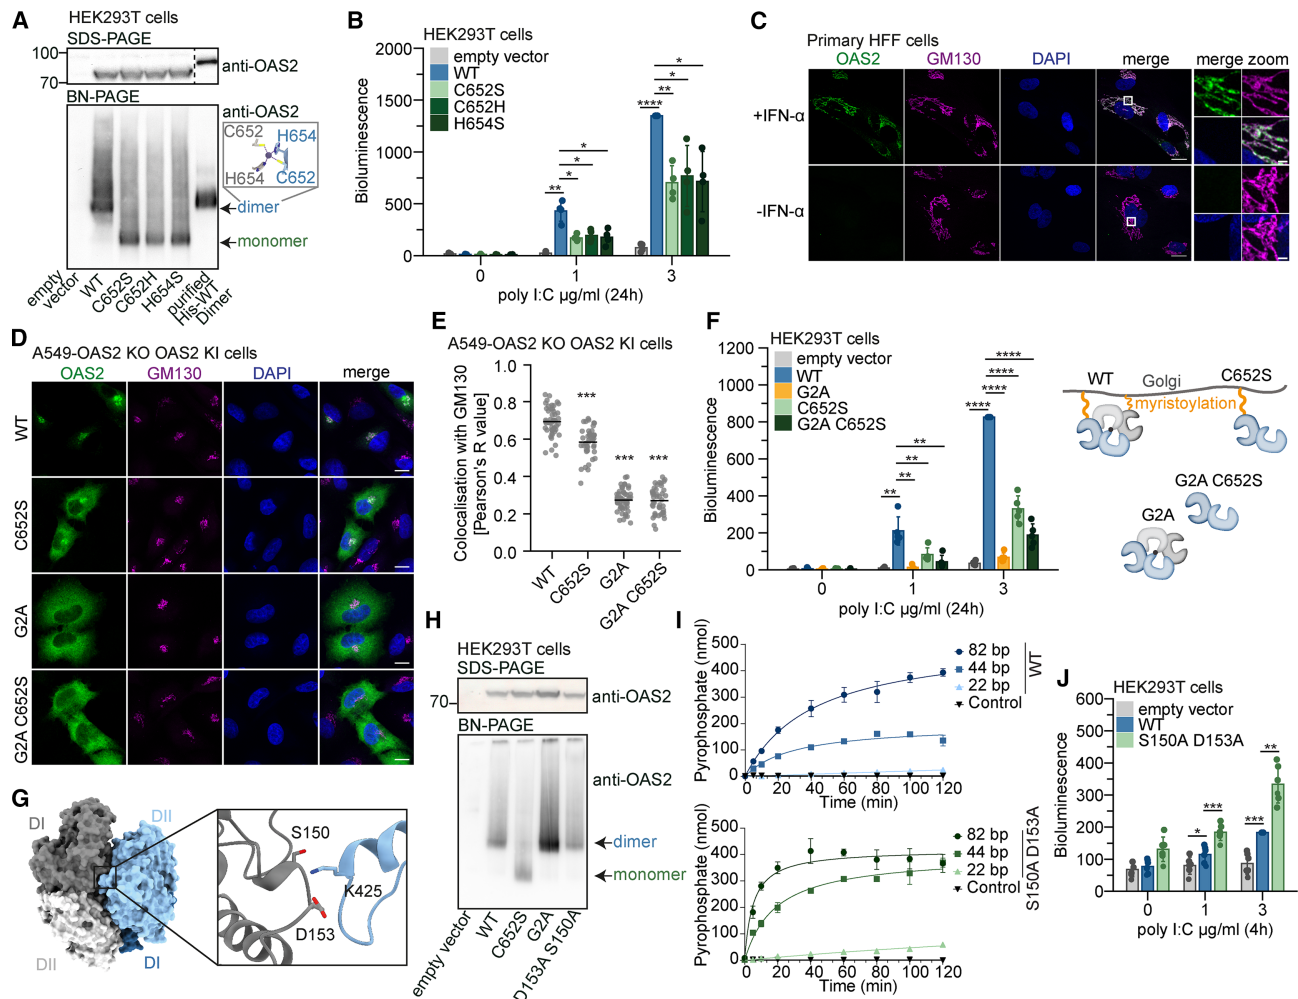 A
HEK293T cells
SDS-PAGE
100
70
anti-OAS2
BN-PAGE
anti-OAS2
C652
H654
H654
C652
dimer
monomer
empty vector
WT
C652S
C652H
H654S
purified His-WT Dimer
B
HEK293T cells
empty vector
WT
C652S
C652H
H654S
Bioluminescence
2000
1500
1000
500
0
** * * *
**** ** * *
0 1 3
poly I:C µg/ml (24h)
C
Primary HFF cells
OAS2 GM130 DAPI merge merge zoom
+IFN-α
-IFN-α
D
A549-OAS2 KO OAS2 KI cells
OAS2 GM130 DAPI merge
WT
C652S
G2A
G2A C652S
E
A549-OAS2 KO OAS2 KI cells
Colocalisation with GM130
[Pearson's R value]
1.0
0.8
0.6
0.4
0.2
0.0
***
*** ***
WT
C652S
G2A
G2A C652S
F
HEK293T cells
empty vector
WT
G2A
C652S
G2A C652S
Bioluminescence
1200
1000
800
600
400
200
0
** ** ** **
**** **** **** ****
0 1 3
poly I:C µg/ml (24h)
WT Golgi C652S
myristoylation
G2A C652S
G2A
G
DI
DII
DII
DI
S150
K425
D153
H
HEK293T cells
SDS-PAGE
70
anti-OAS2
BN-PAGE
anti-OAS2
dimer
monomer
empty vector
WT
C652S
G2A
D153A S150A
I
Pyrophosphate (nmol)
500
400
300
200
100
0
0 20 40 60 80 100 120
Time (min)
82 bp
44 bp
22 bp
Control
WT
Pyrophosphate (nmol)
500
400
300
200
100
0
0 20 40 60 80 100 120
Time (min)
82 bp
44 bp
22 bp
Control
S150A D153A
J
HEK293T cells
empty vector
WT
S150A D153A
Bioluminescence
600
500
400
300
200
100
0
* ***
*** **
0 1 3
poly I:C µg/ml (4h)